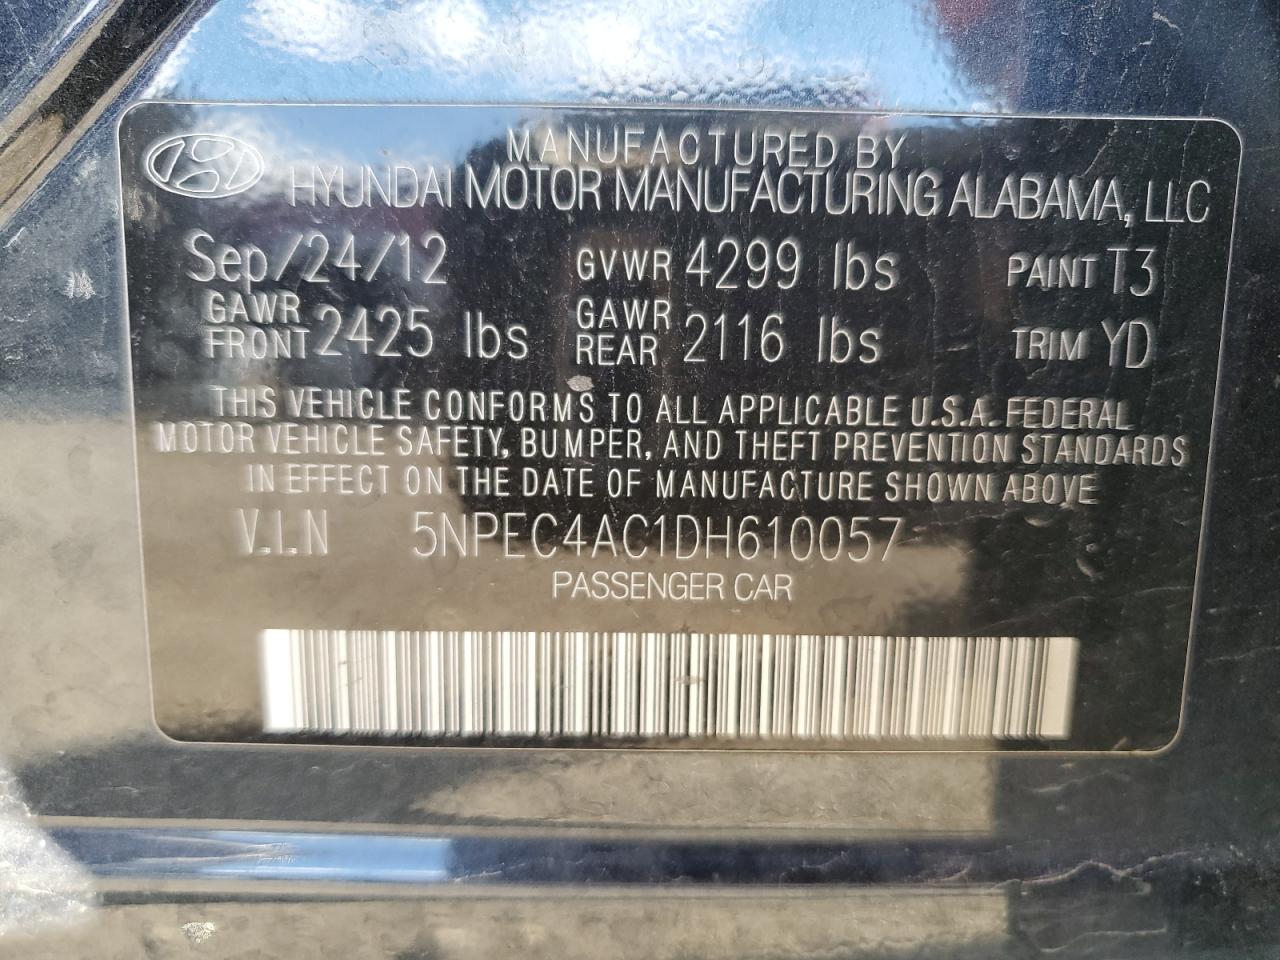 MANUFACTURED BY
HYUNDAI MOTOR MANUFACTURING ALABAMA, LLC
Sep/24/12 GVWR 4299 lbs PAINT T3
GAWR FRONT 2425 lbs GAWR REAR 2116 lbs TRIM YD
THIS VEHICLE CONFORMS TO ALL APPLICABLE U.S.A. FEDERAL
MOTOR VEHICLE SAFETY, BUMPER, AND THEFT PREVENTION STANDARDS
IN EFFECT ON THE DATE OF MANUFACTURE SHOWN ABOVE
V.I.N 5NPEC4AC1DH610057
PASSENGER CAR